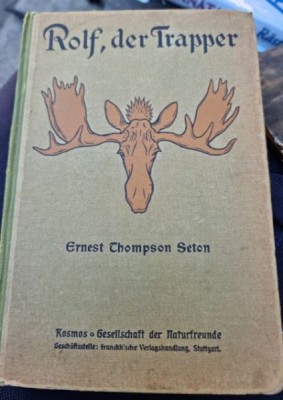 Rolf, der Trapper
Ernest Thompson Seton
Kosmos * Gesellschaft der Naturfreunde
Geschäftsstelle: Franckh'sche Verlagshandlung, Stuttgart.